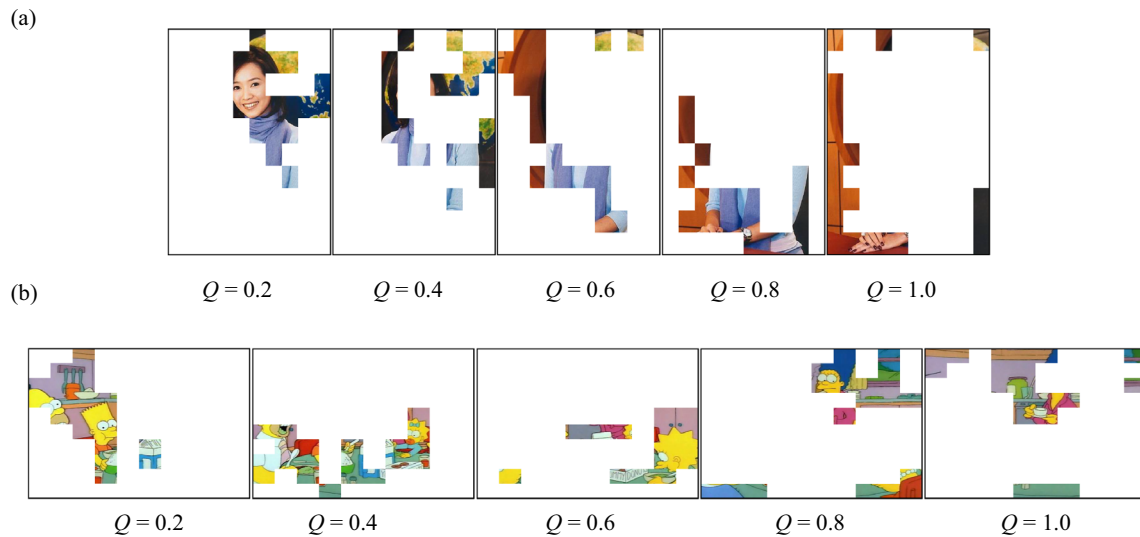 (a)
Q = 0.2 Q = 0.4 Q = 0.6 Q = 0.8 Q = 1.0
(b)
Q = 0.2 Q = 0.4 Q = 0.6 Q = 0.8 Q = 1.0